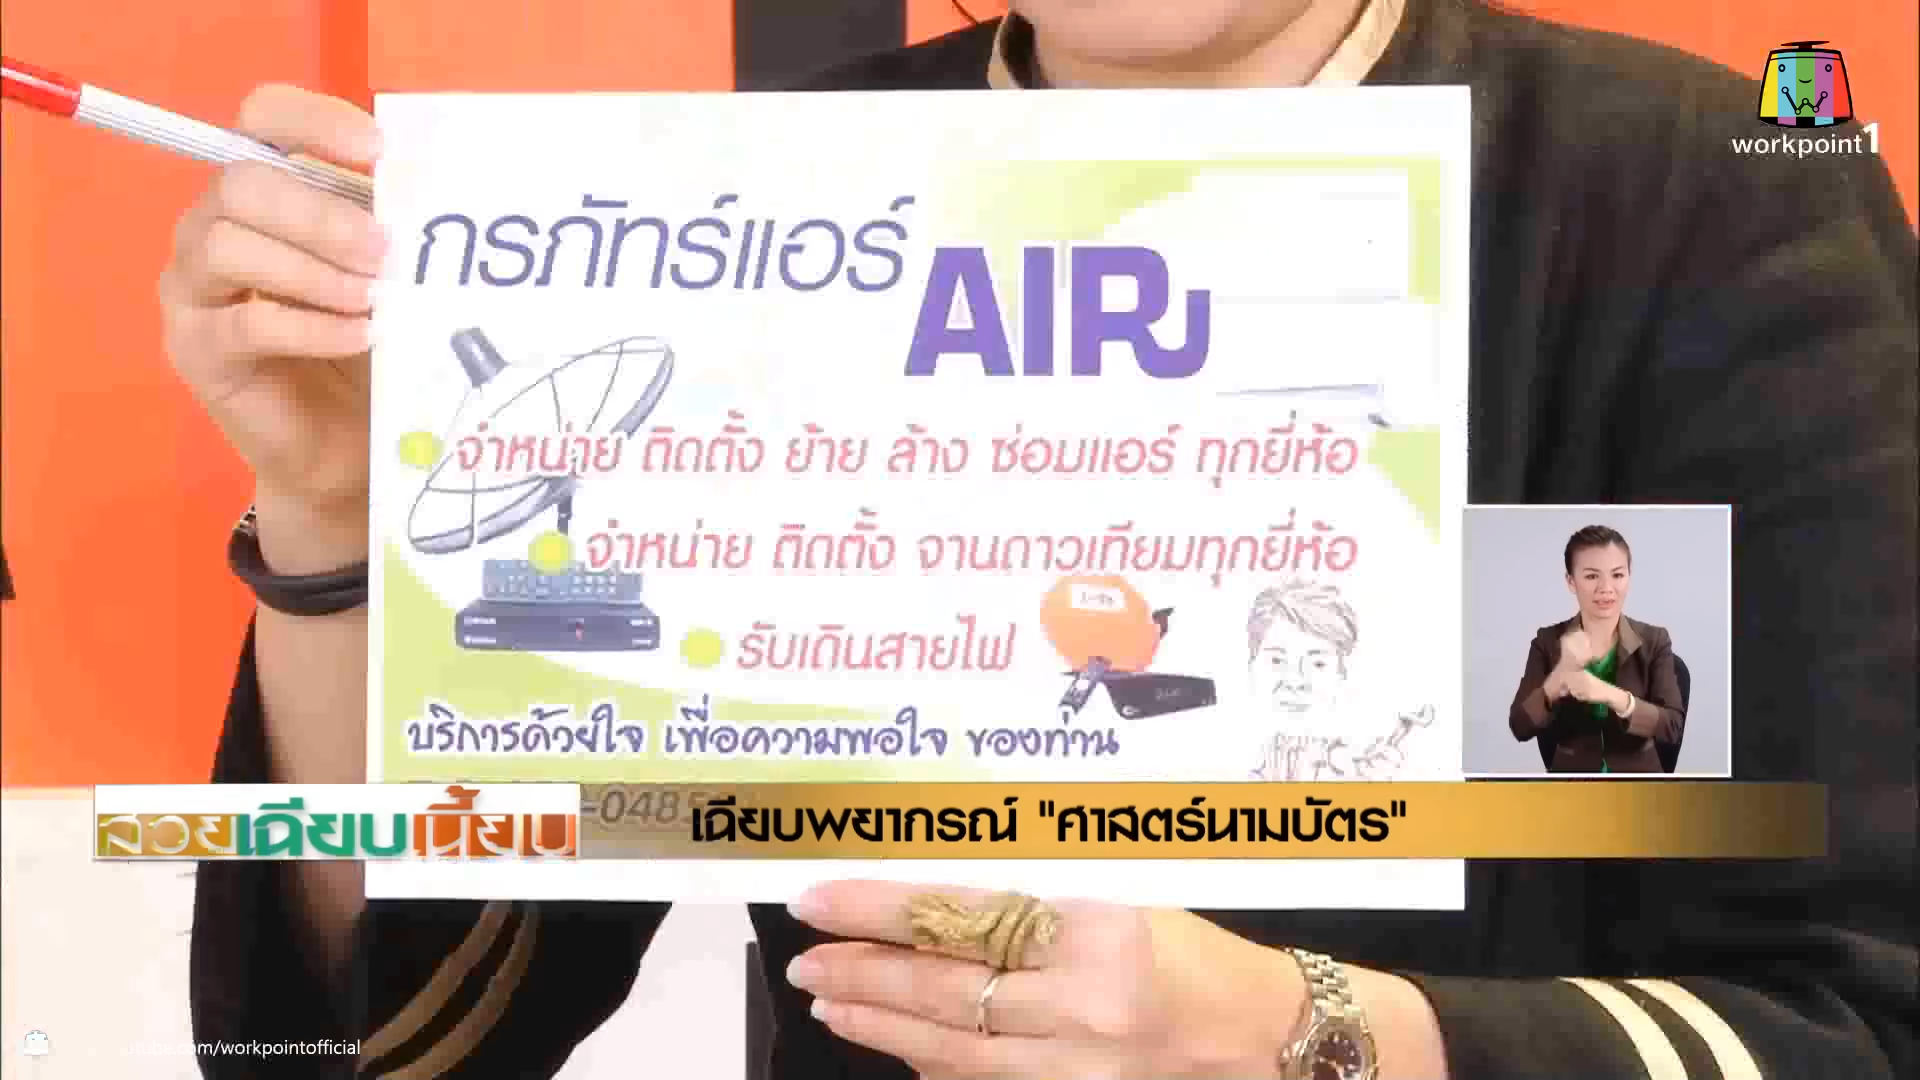 workpoint 1
กรภัทร์แอร์
AIR
จำหน่าย ติดตั้ง ย้าย ล้าง ซ่อมแอร์ ทุกยี่ห้อ
จำหน่าย ติดตั้ง จานดาวเทียมทุกยี่ห้อ
รับเดินสายไฟ
บริการด้วยใจ เพื่อความพอใจ ของท่าน
สวยเฉียบเนี้ยบ
เฉียบพยากรณ์ "ศาสตร์นามบัตร"